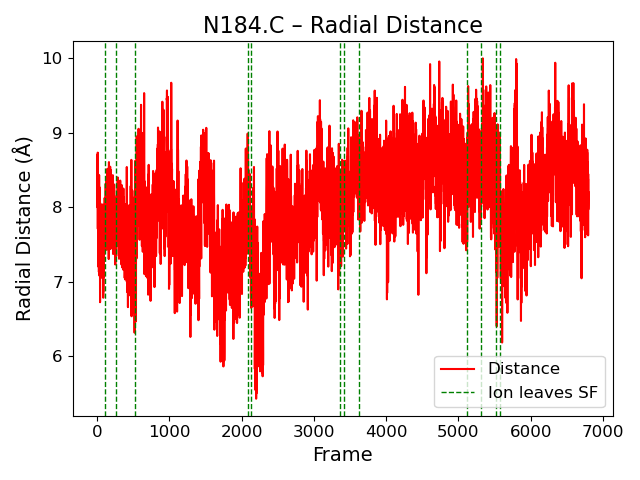 N184.C – Radial Distance
Radial Distance (Å)
10
9
8
7
6
0 1000 2000 3000 4000 5000 6000 7000
Frame
Distance
Ion leaves SF